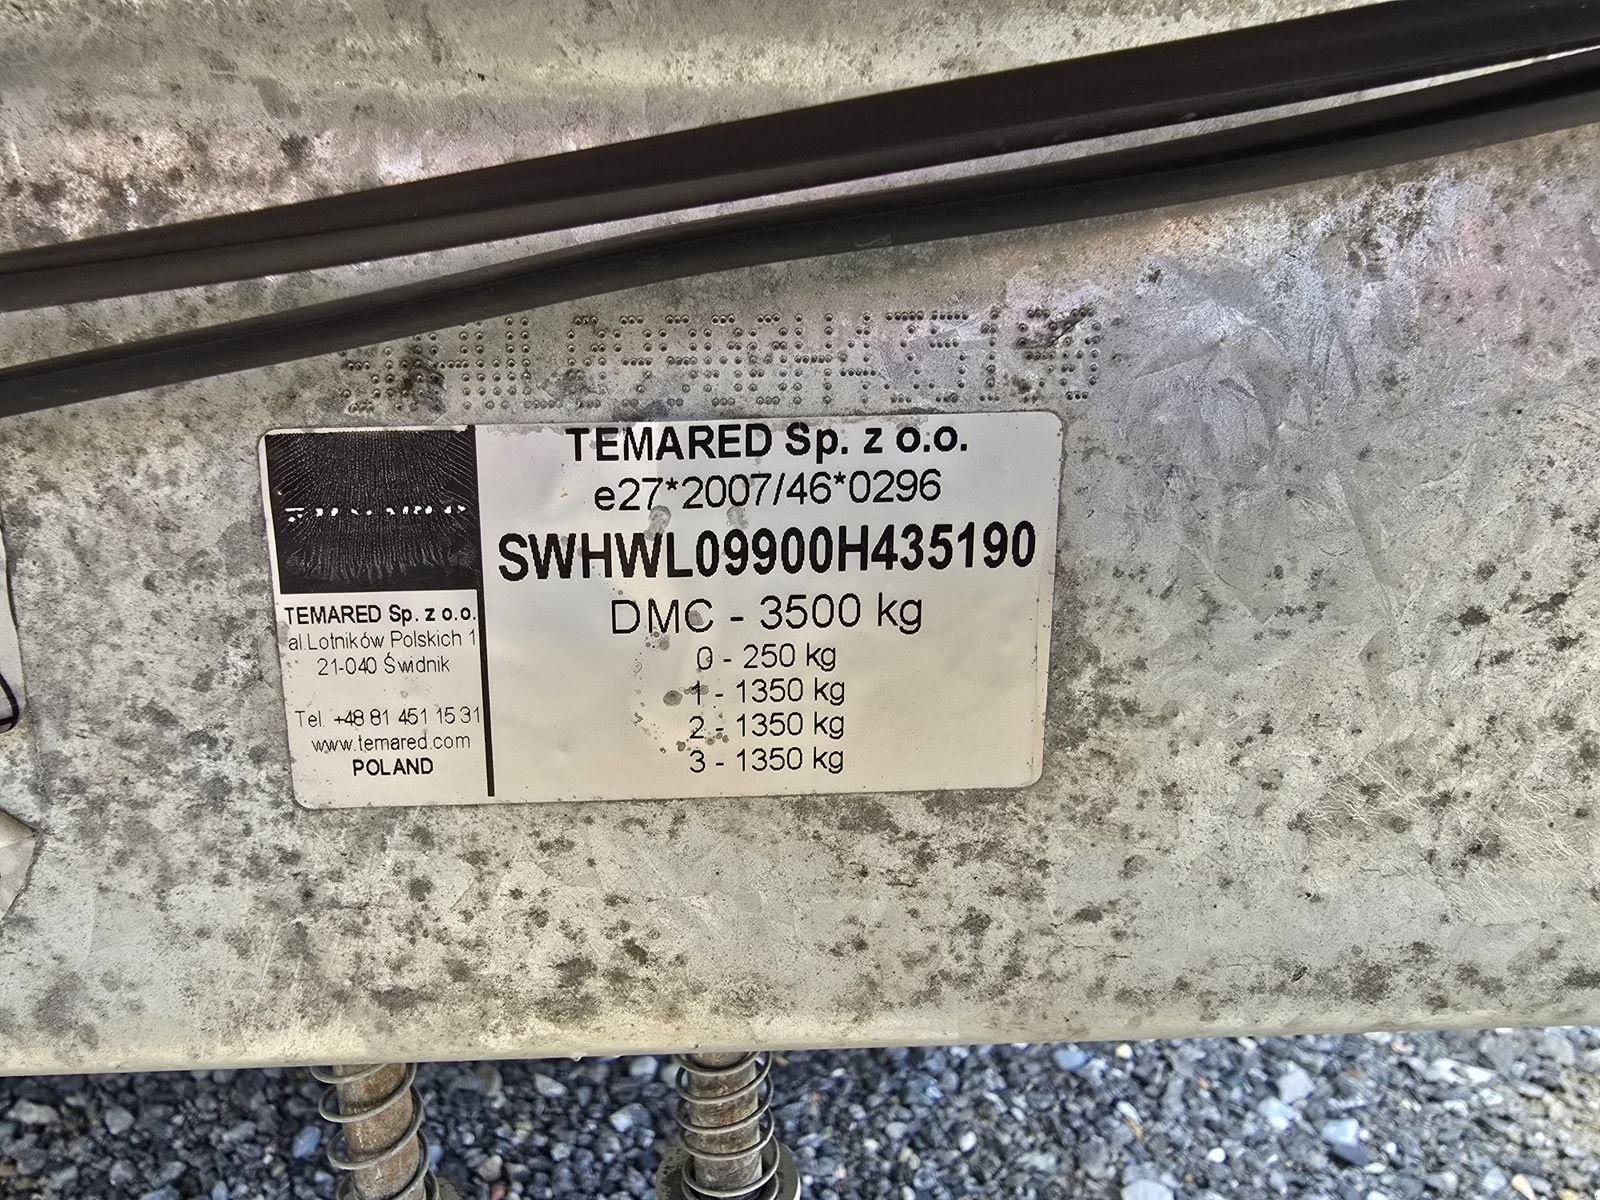 SWHWL09900H435190
TEMARED Sp. z o.o.
e27*2007/46*0296
SWHWL09900H435190
DMC - 3500 kg
0 - 250 kg
1 - 1350 kg
2 - 1350 kg
3 - 1350 kg
TEMARED Sp. z o.o.
al.Lotników Polskich 1
21-040 Świdnik
Tel. +48 81 451 15 31
www.temared.com
POLAND